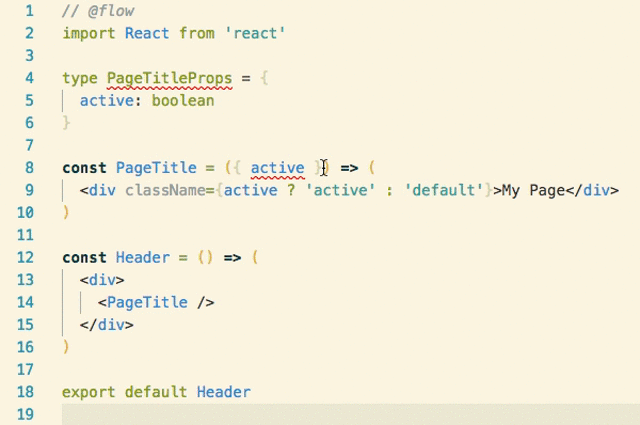 1 // @flow
2 import React from 'react'
3
4 type PageTitleProps = {
5 active: boolean
6 }
7
8 const PageTitle = ({ active }) => (
9 <div className={active ? 'active' : 'default'}>My Page</div>
10 )
11
12 const Header = () => (
13 <div>
14 <PageTitle />
15 </div>
16 )
17
18 export default Header
19